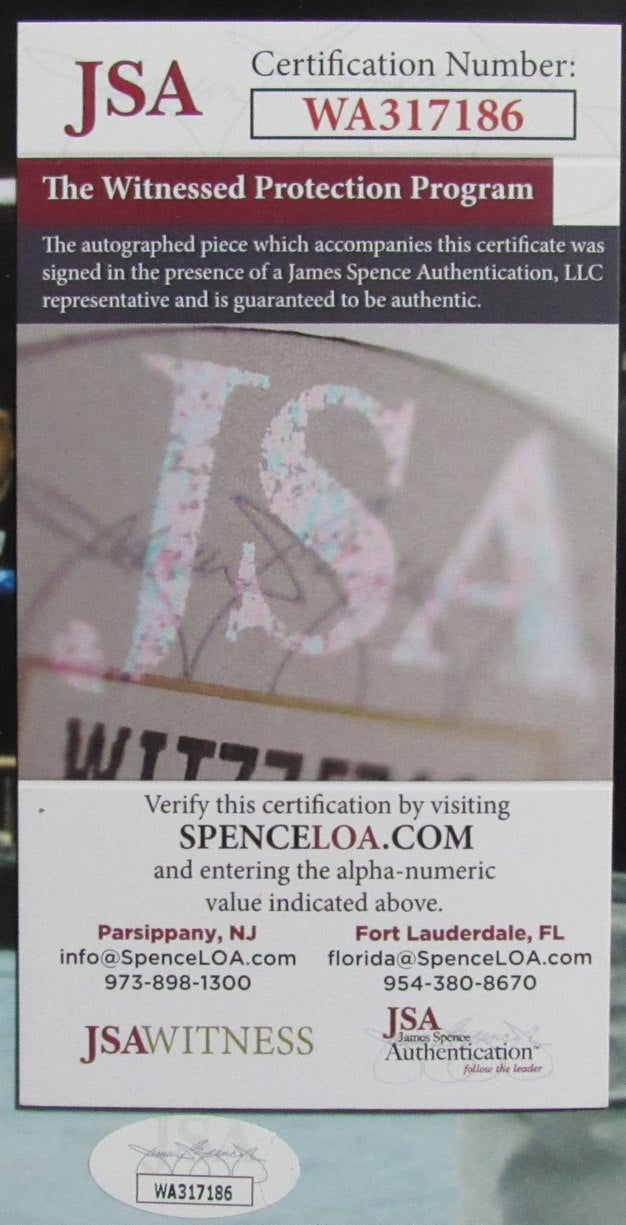 JSA
Certification Number:
WA317186
The Witnessed Protection Program
The autographed piece which accompanies this certificate was
signed in the presence of a James Spence Authentication, LLC
representative and is guaranteed to be authentic.
JSA
Verify this certification by visiting
SPENCELOA.COM
and entering the alpha-numeric
value indicated above.
Parsippany, NJ
info@SpenceLOA.com
973-898-1300
Fort Lauderdale, FL
florida@SpenceLOA.com
954-380-8670
JSAWITNESS
JSA
James Spence
Authentication™
follow the leader
JSA
WA317186